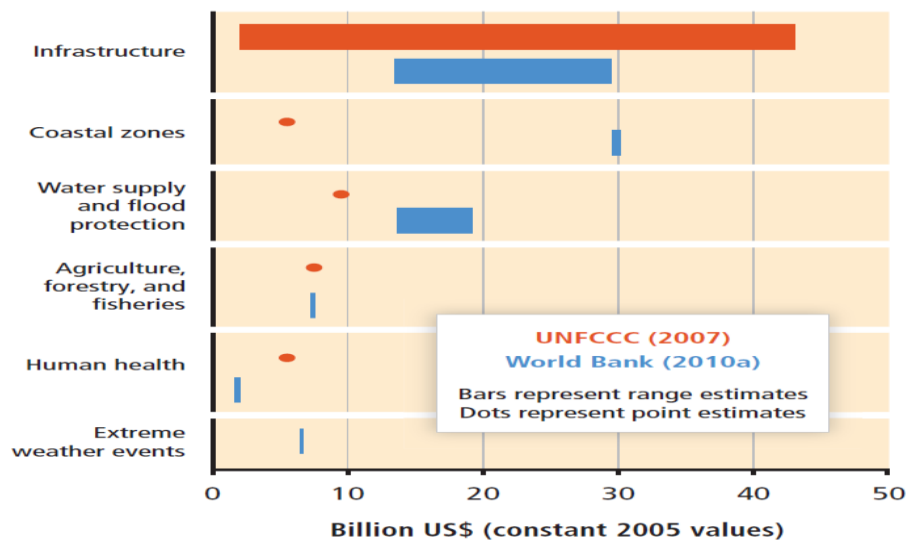 Infrastructure
Coastal zones
Water supply
and flood
protection
Agriculture,
forestry, and
fisheries
Human health
Extreme
weather events
UNFCCC (2007)
World Bank (2010a)
Bars represent range estimates
Dots represent point estimates
0 10 20 30 40 50
Billion US$ (constant 2005 values)